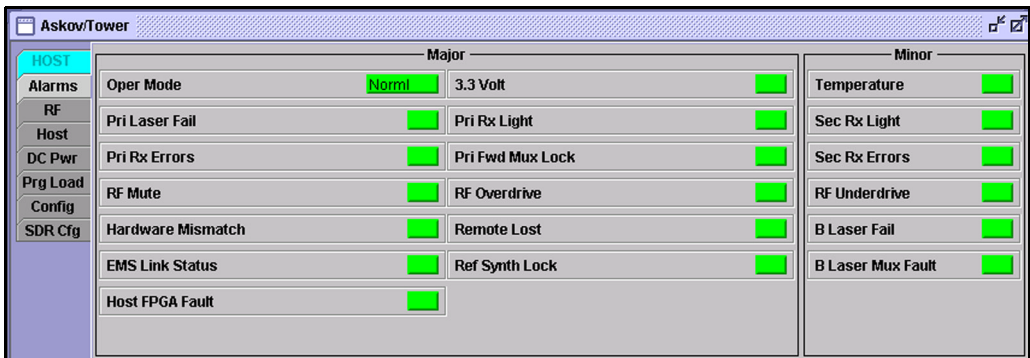 Askov/Tower
HOST
Alarms
RF
Host
DC Pwr
Prg Load
Config
SDR Cfg
Major
Oper Mode Norml 3.3 Volt
Pri Laser Fail Pri Rx Light
Pri Rx Errors Pri Fwd Mux Lock
RF Mute RF Overdrive
Hardware Mismatch Remote Lost
EMS Link Status Ref Synth Lock
Host FPGA Fault
Minor
Temperature
Sec Rx Light
Sec Rx Errors
RF Underdrive
B Laser Fail
B Laser Mux Fault